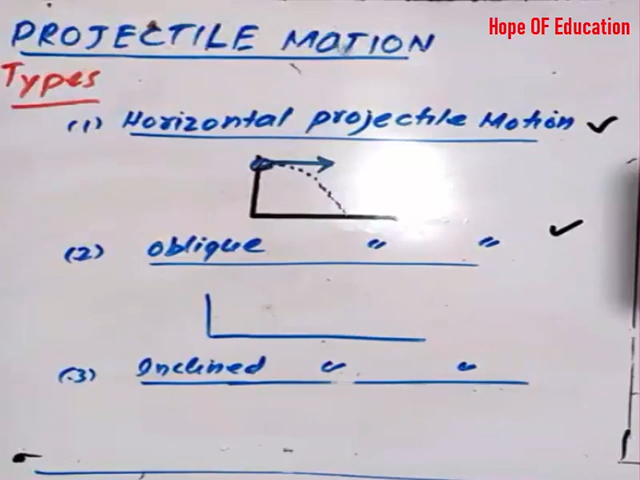 Hope OF Education
PROJECTILE MOTION
Types
(1) Horizontal projectile Motion ✓
(2) oblique " " ✓
(3) Inclined " "